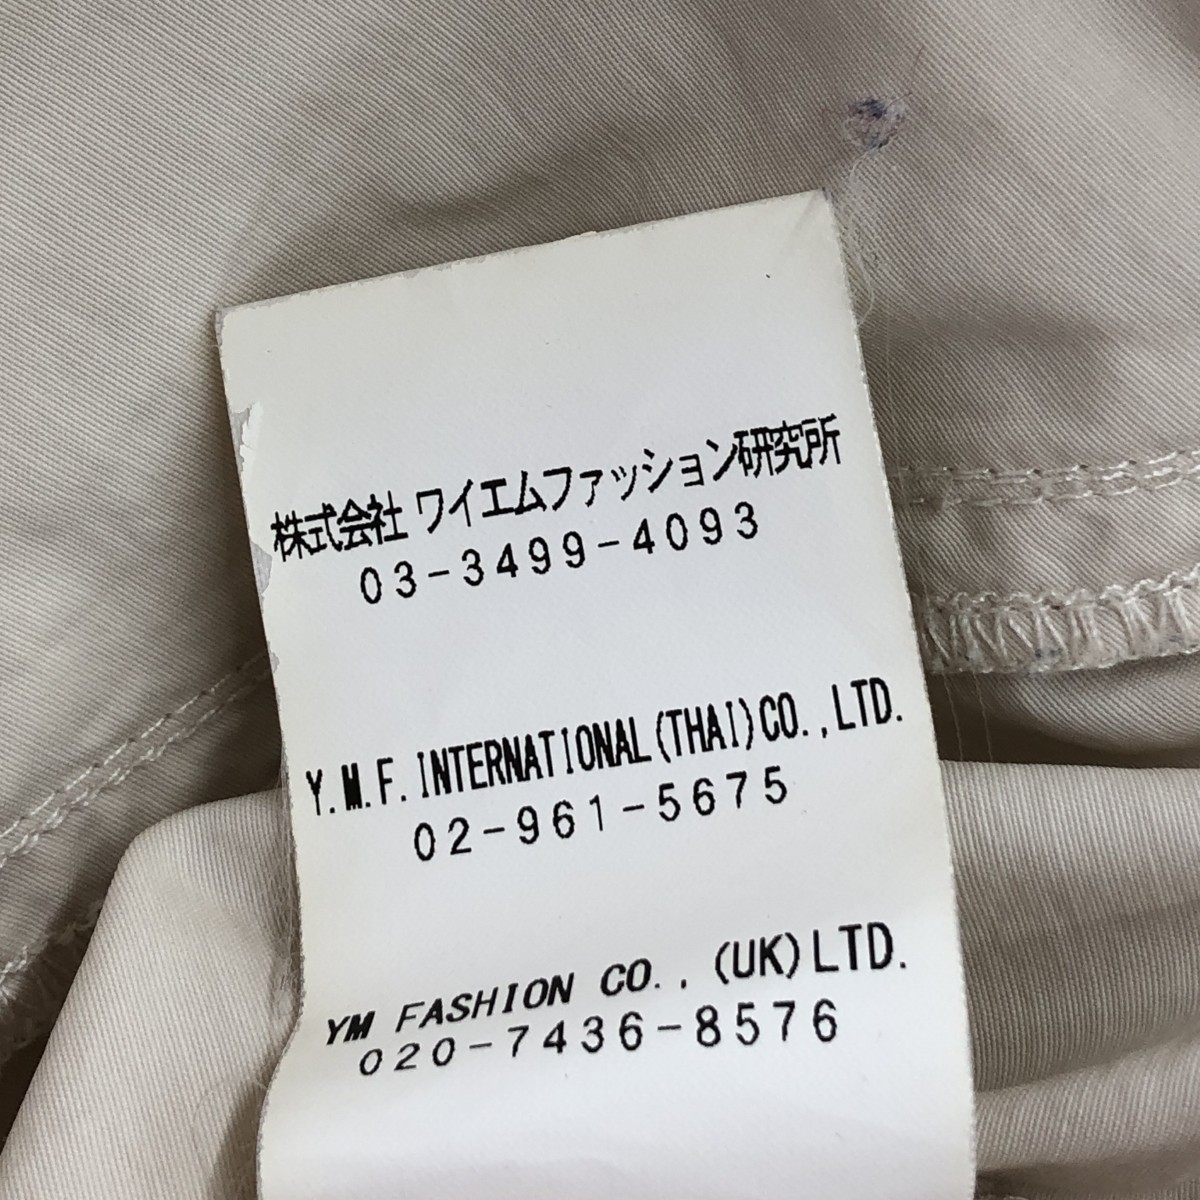 株式会社 ワイエムファッション研究所
03-3499-4093
Y.M.F. INTERNATIONAL(THAI)CO.,LTD.
02-961-5675
YM FASHION CO., (UK)LTD.
020-7436-8576